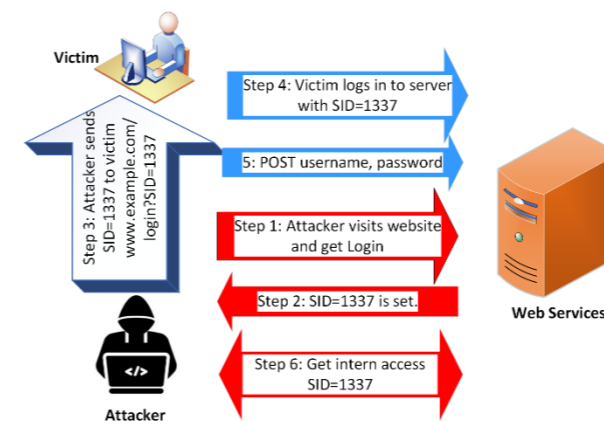 Victim
Step 4: Victim logs in to server
with SID=1337
5: POST username, password
Step 3: Attacker sends
SID=1337 to victim
www.example.com/
login?SID=1337
Step 1: Attacker visits website
and get Login
Step 2: SID=1337 is set.
Web Services
</>
Step 6: Get intern access
SID=1337
Attacker